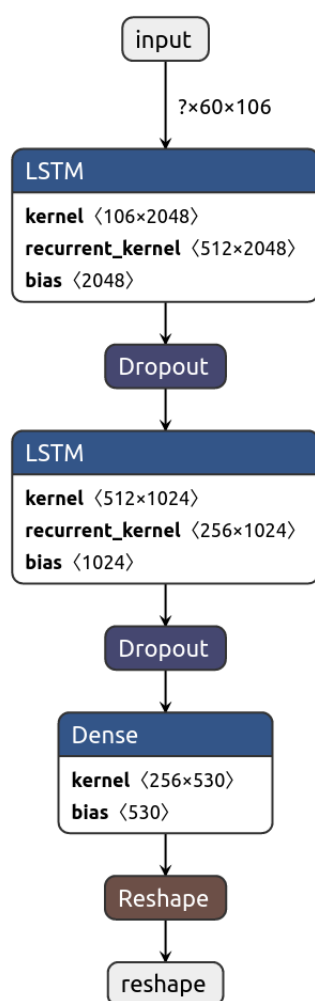 input
?×60×106
LSTM
kernel 〈106×2048〉
recurrent_kernel 〈512×2048〉
bias 〈2048〉
Dropout
LSTM
kernel 〈512×1024〉
recurrent_kernel 〈256×1024〉
bias 〈1024〉
Dropout
Dense
kernel 〈256×530〉
bias 〈530〉
Reshape
reshape